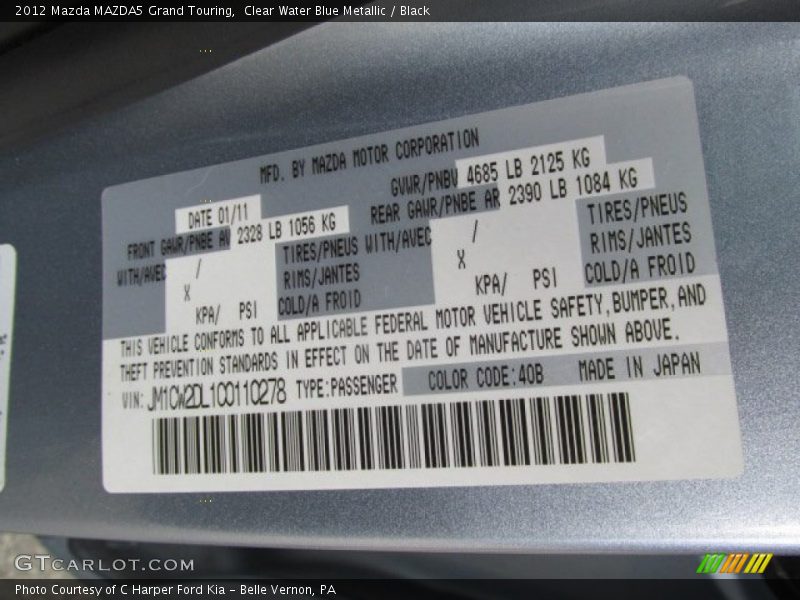 2012 Mazda MAZDA5 Grand Touring, Clear Water Blue Metallic / Black
MFD. BY MAZDA MOTOR CORPORATION
DATE 01/11
GVWR/PNBV 4685 LB 2125 KG
FRONT GAWR/PNBE AV 2328 LB 1056 KG
REAR GAWR/PNBE AR 2390 LB 1084 KG
WITH/AVEC / TIRES/PNEUS WITH/AVEC / TIRES/PNEUS
X RIMS/JANTES X RIMS/JANTES
KPA/ PSI COLD/A FROID KPA/ PSI COLD/A FROID
THIS VEHICLE CONFORMS TO ALL APPLICABLE FEDERAL MOTOR VEHICLE SAFETY, BUMPER, AND
THEFT PREVENTION STANDARDS IN EFFECT ON THE DATE OF MANUFACTURE SHOWN ABOVE.
VIN: JM1CW2DL1C0110278 TYPE:PASSENGER COLOR CODE:40B MADE IN JAPAN
GTCARLOT.COM
Photo Courtesy of C Harper Ford Kia - Belle Vernon, PA